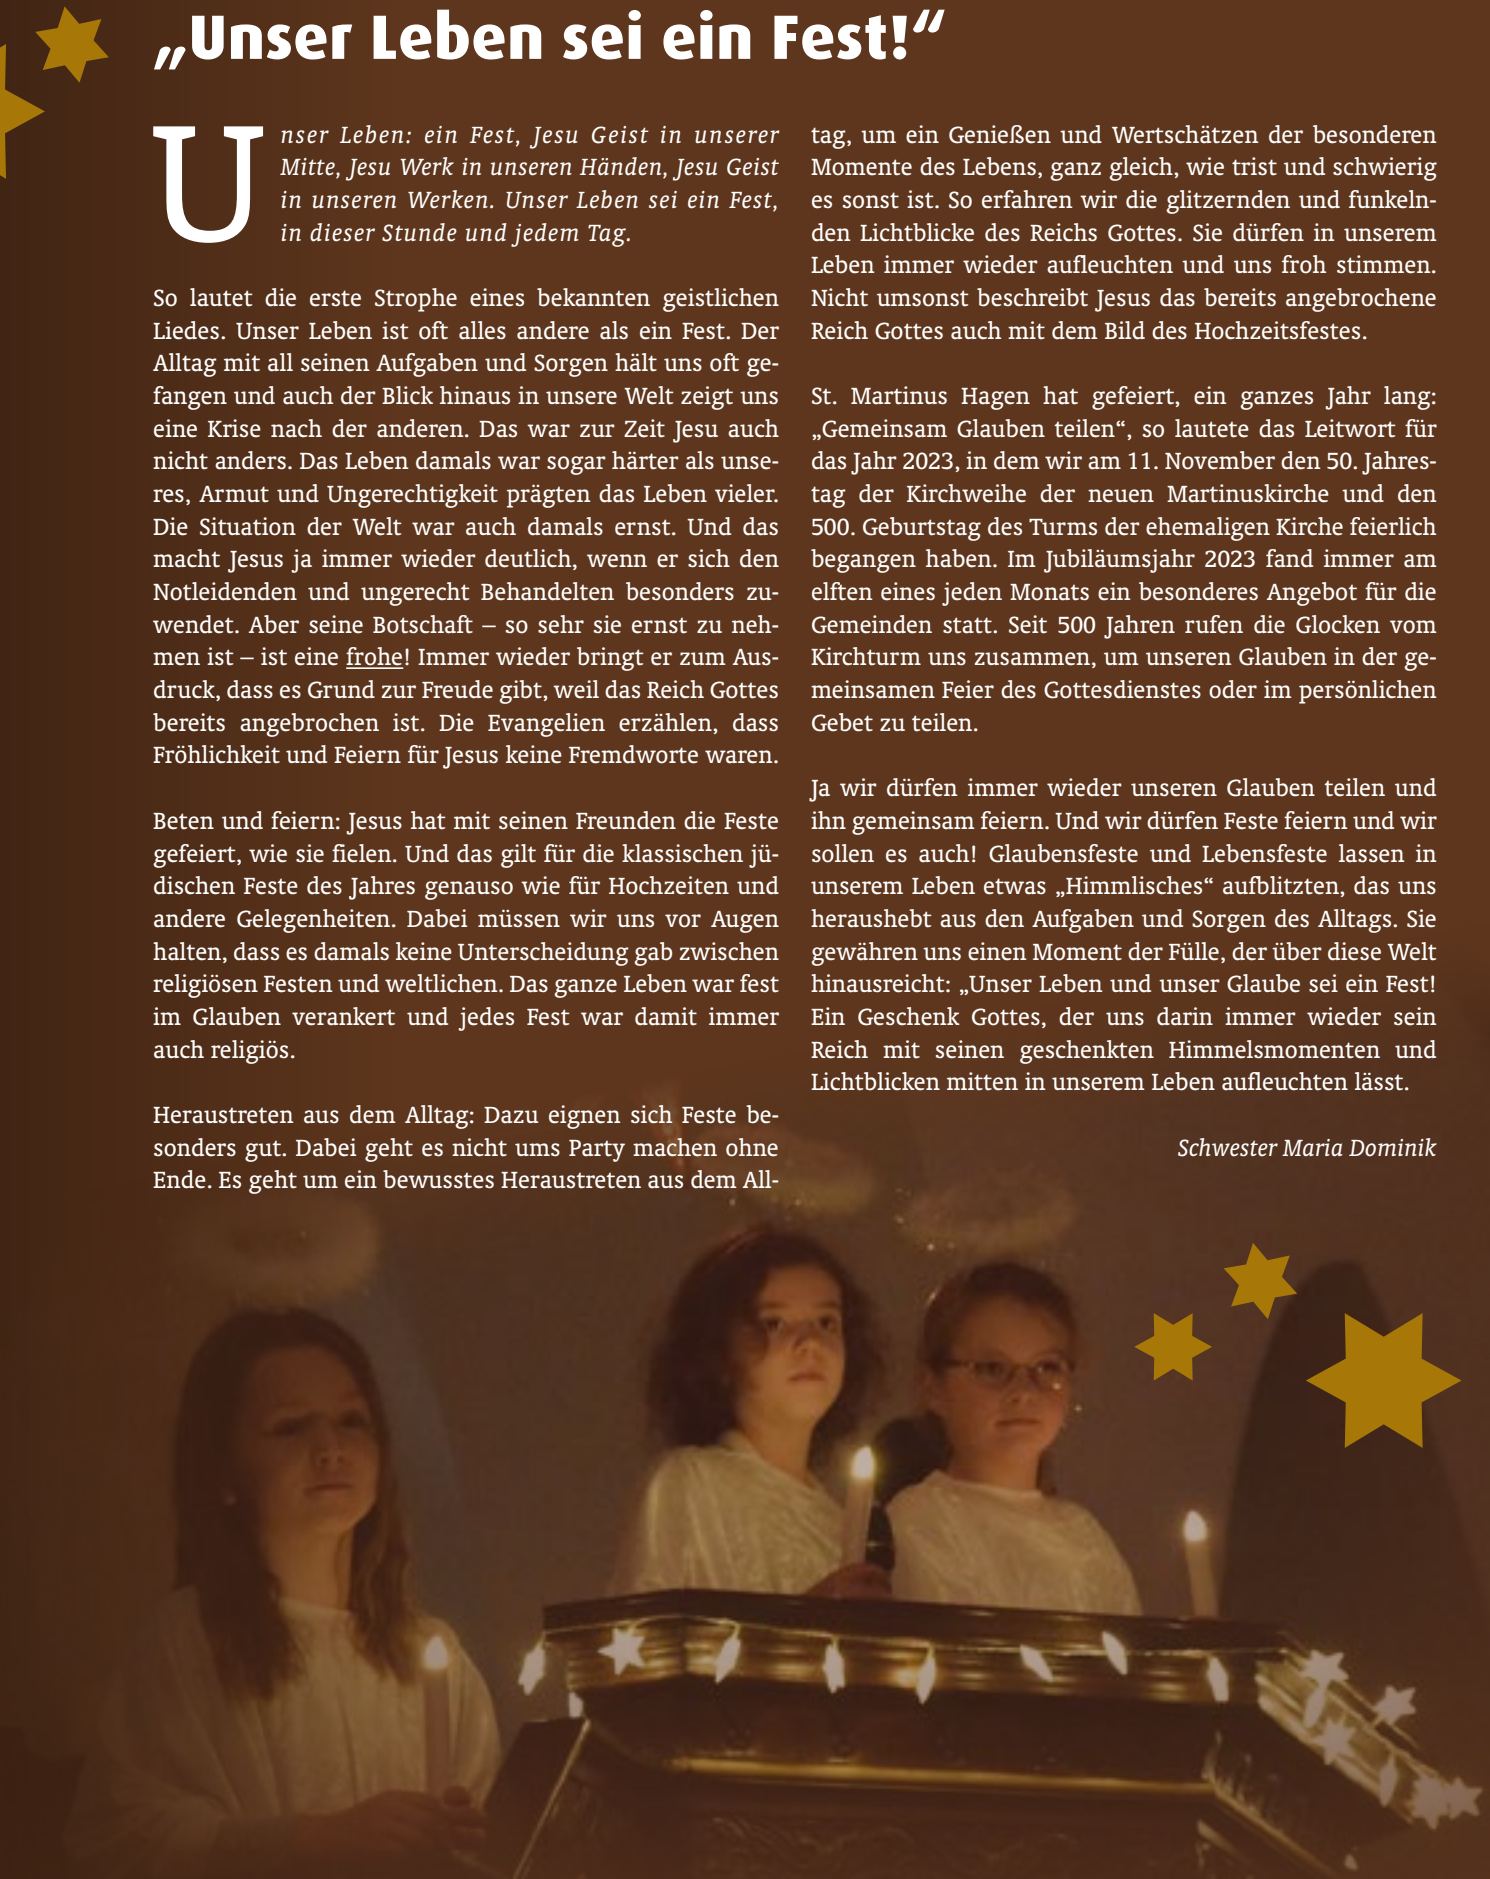 „Unser Leben sei ein Fest!“
Unser Leben: ein Fest, Jesu Geist in unserer
Mitte, Jesu Werk in unseren Händen, Jesu Geist
in unseren Werken. Unser Leben sei ein Fest,
in dieser Stunde und jedem Tag.
So lautet die erste Strophe eines bekannten geistlichen
Liedes. Unser Leben ist oft alles andere als ein Fest. Der
Alltag mit all seinen Aufgaben und Sorgen hält uns oft ge-
fangen und auch der Blick hinaus in unsere Welt zeigt uns
eine Krise nach der anderen. Das war zur Zeit Jesu auch
nicht anders. Das Leben damals war sogar härter als unse-
res, Armut und Ungerechtigkeit prägten das Leben vieler.
Die Situation der Welt war auch damals ernst. Und das
macht Jesus ja immer wieder deutlich, wenn er sich den
Notleidenden und ungerecht Behandelten besonders zu-
wendet. Aber seine Botschaft – so sehr sie ernst zu neh-
men ist – ist eine frohe! Immer wieder bringt er zum Aus-
druck, dass es Grund zur Freude gibt, weil das Reich Gottes
bereits angebrochen ist. Die Evangelien erzählen, dass
Fröhlichkeit und Feiern für Jesus keine Fremdworte waren.
Beten und feiern: Jesus hat mit seinen Freunden die Feste
gefeiert, wie sie fielen. Und das gilt für die klassischen jü-
dischen Feste des Jahres genauso wie für Hochzeiten und
andere Gelegenheiten. Dabei müssen wir uns vor Augen
halten, dass es damals keine Unterscheidung gab zwischen
religiösen Festen und weltlichen. Das ganze Leben war fest
im Glauben verankert und jedes Fest war damit immer
auch religiös.
Heraustreten aus dem Alltag: Dazu eignen sich Feste be-
sonders gut. Dabei geht es nicht ums Party machen ohne
Ende. Es geht um ein bewusstes Heraustreten aus dem All-
tag, um ein Genießen und Wertschätzen der besonderen
Momente des Lebens, ganz gleich, wie trist und schwierig
es sonst ist. So erfahren wir die glitzernden und funkeln-
den Lichtblicke des Reichs Gottes. Sie dürfen in unserem
Leben immer wieder aufleuchten und uns froh stimmen.
Nicht umsonst beschreibt Jesus das bereits angebrochene
Reich Gottes auch mit dem Bild des Hochzeitsfestes.
St. Martinus Hagen hat gefeiert, ein ganzes Jahr lang:
„Gemeinsam Glauben teilen“, so lautete das Leitwort für
das Jahr 2023, in dem wir am 11. November den 50. Jahres-
tag der Kirchweihe der neuen Martinuskirche und den
500. Geburtstag des Turms der ehemaligen Kirche feierlich
begangen haben. Im Jubiläumsjahr 2023 fand immer am
elften eines jeden Monats ein besonderes Angebot für die
Gemeinden statt. Seit 500 Jahren rufen die Glocken vom
Kirchturm uns zusammen, um unseren Glauben in der ge-
meinsamen Feier des Gottesdienstes oder im persönlichen
Gebet zu teilen.
Ja wir dürfen immer wieder unseren Glauben teilen und
ihn gemeinsam feiern. Und wir dürfen Feste feiern und wir
sollen es auch! Glaubensfeste und Lebensfeste lassen in
unserem Leben etwas „Himmlisches“ aufblitzten, das uns
heraushebt aus den Aufgaben und Sorgen des Alltags. Sie
gewähren uns einen Moment der Fülle, der über diese Welt
hinausreicht: „Unser Leben und unser Glaube sei ein Fest!
Ein Geschenk Gottes, der uns darin immer wieder sein
Reich mit seinen geschenkten Himmelsmomenten und
Lichtblicken mitten in unserem Leben aufleuchten lässt.
Schwester Maria Dominik